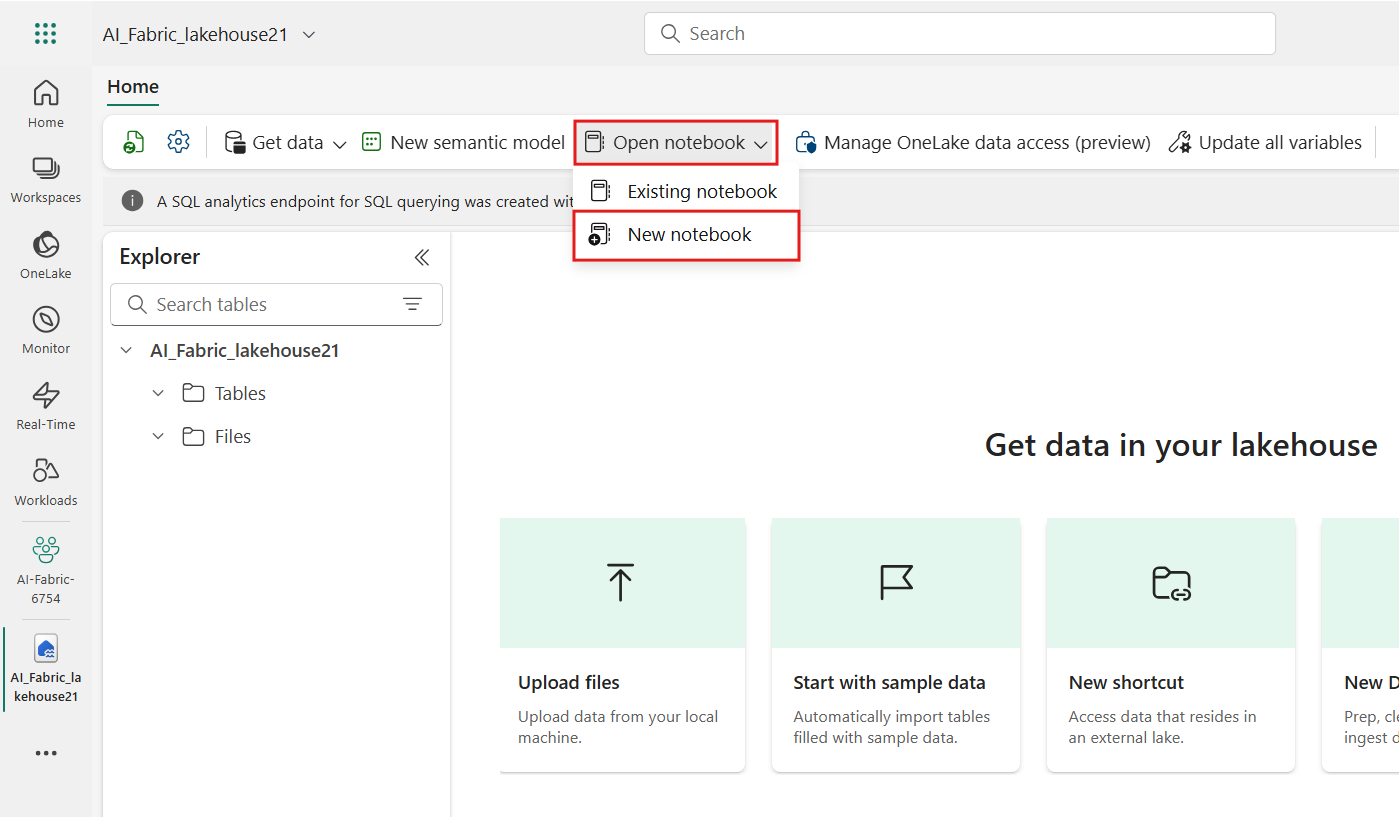 AI_Fabric_lakehouse21
Search
Home
Home
Get data
New semantic model
Open notebook
Manage OneLake data access (preview)
Update all variables
Existing notebook
New notebook
A SQL analytics endpoint for SQL querying was created wit
Workspaces
OneLake
Monitor
Real-Time
Workloads
AI-Fabric-
6754
AI_Fabric_la
kehouse21
Explorer
Search tables
AI_Fabric_lakehouse21
Tables
Files
Get data in your lakehouse
Upload files
Upload data from your local
machine.
Start with sample data
Automatically import tables
filled with sample data.
New shortcut
Access data that resides in
an external lake.
New D
Prep, cle
ingest d